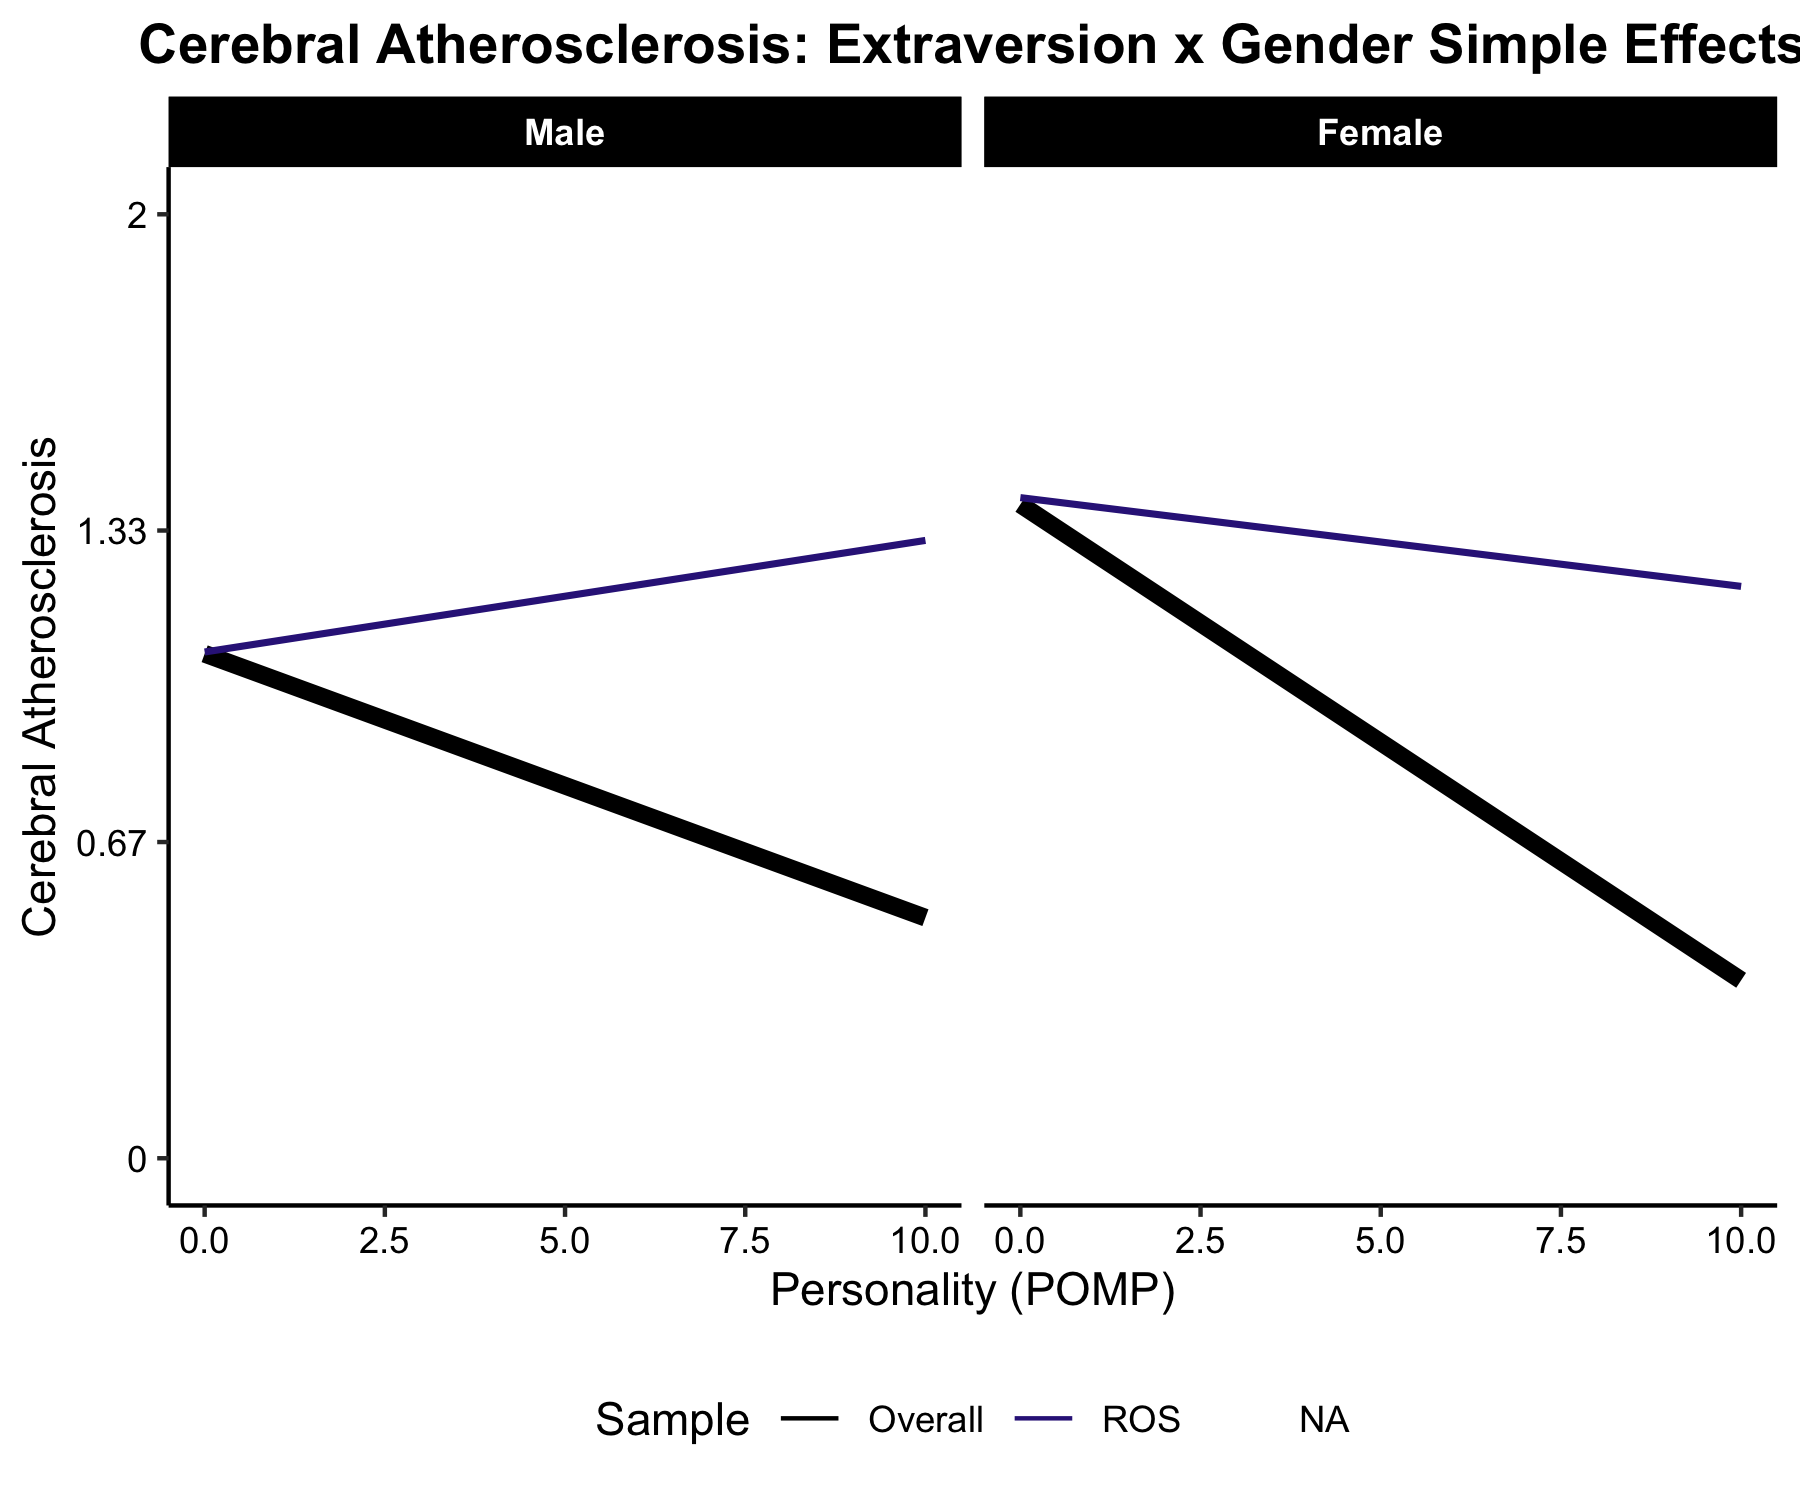 Cerebral Atherosclerosis: Extraversion x Gender Simple Effects
Male
Female
Cerebral Atherosclerosis
2
1.33
0.67
0
0.0 2.5 5.0 7.5 10.0 0.0 2.5 5.0 7.5 10.0
Personality (POMP)
Sample Overall ROS NA